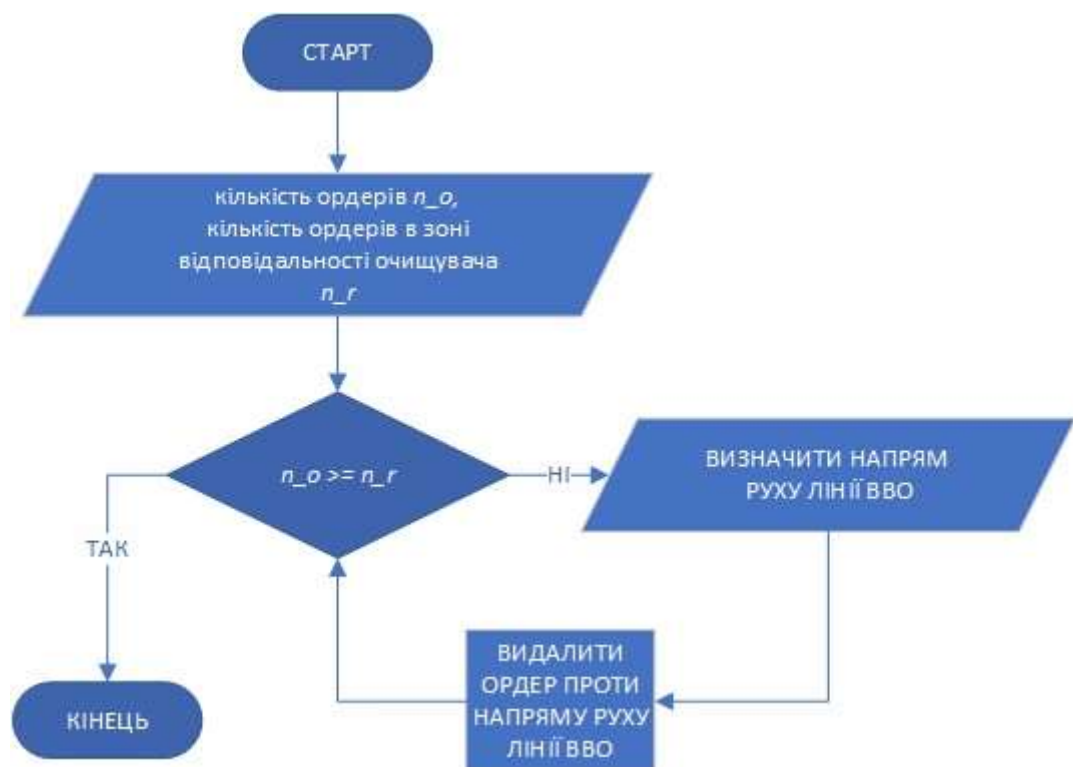 СТАРТ
кількість ордерів n_o,
кількість ордерів в зоні
відповідальності очищувача
n_r
n_o >= n_r
НІ
ВИЗНАЧИТИ НАПРЯМ
РУХУ ЛІНІЇ ВВО
ТАК
ВИДАЛИТИ
ОРДЕР ПРОТИ
НАПРЯМУ РУХУ
ЛІНІЇ ВВО
КІНЕЦЬ